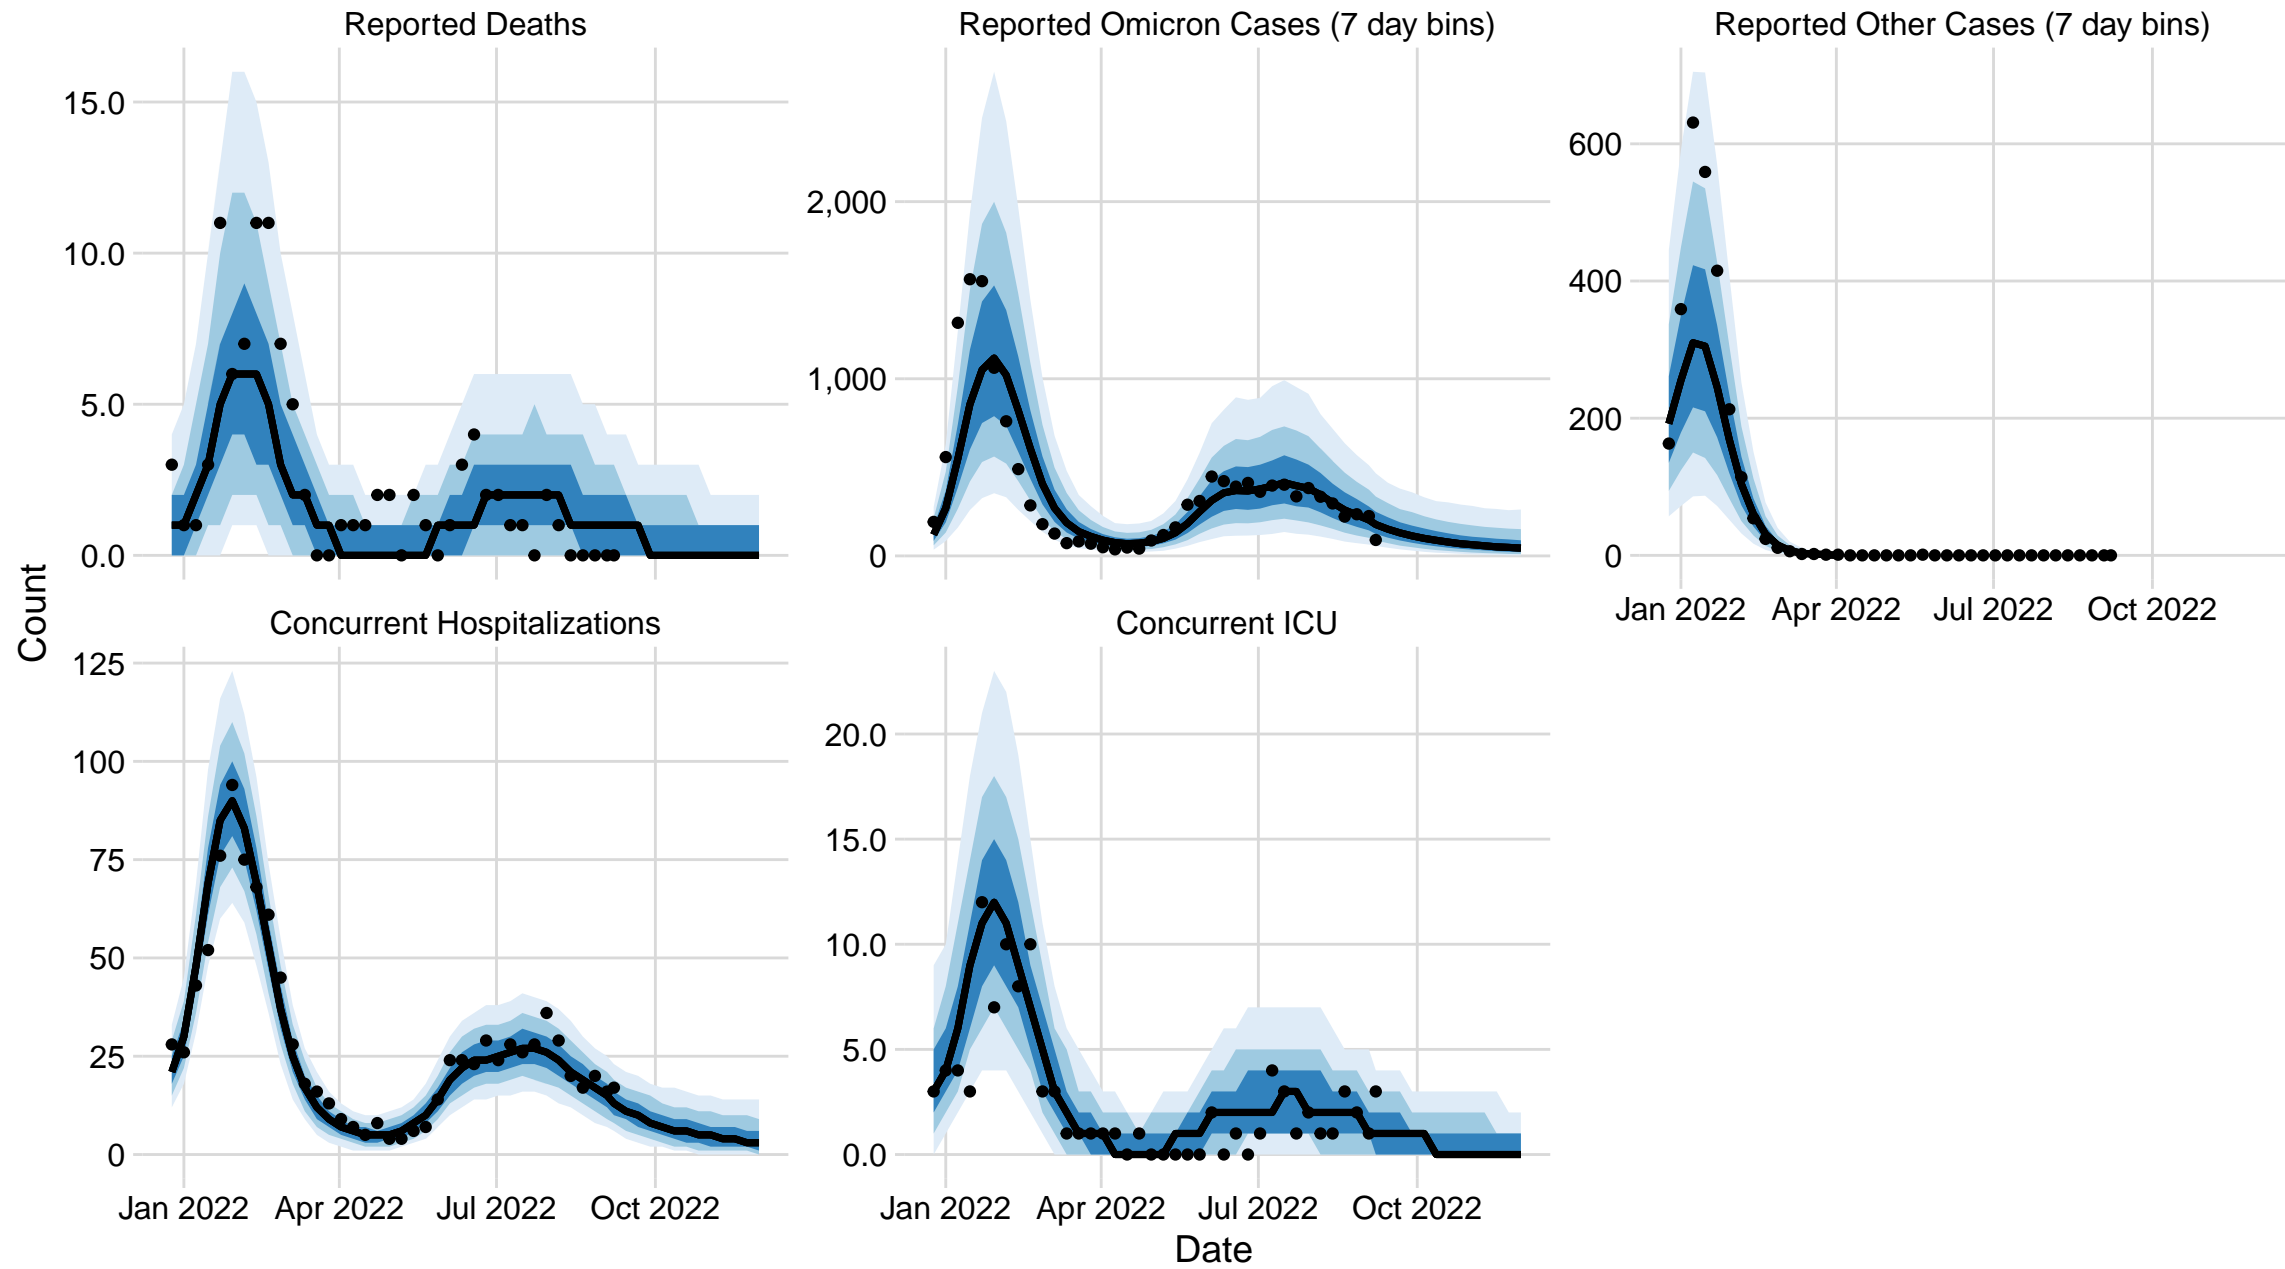 Reported Deaths
Reported Omicron Cases (7 day bins)
Reported Other Cases (7 day bins)
15.0
10.0
5.0
0.0
2,000
1,000
0
600
400
200
0
Jan 2022 Apr 2022 Jul 2022 Oct 2022
Count
Concurrent Hospitalizations
Concurrent ICU
125
100
75
50
25
0
20.0
15.0
10.0
5.0
0.0
Jan 2022 Apr 2022 Jul 2022 Oct 2022
Jan 2022 Apr 2022 Jul 2022 Oct 2022
Date